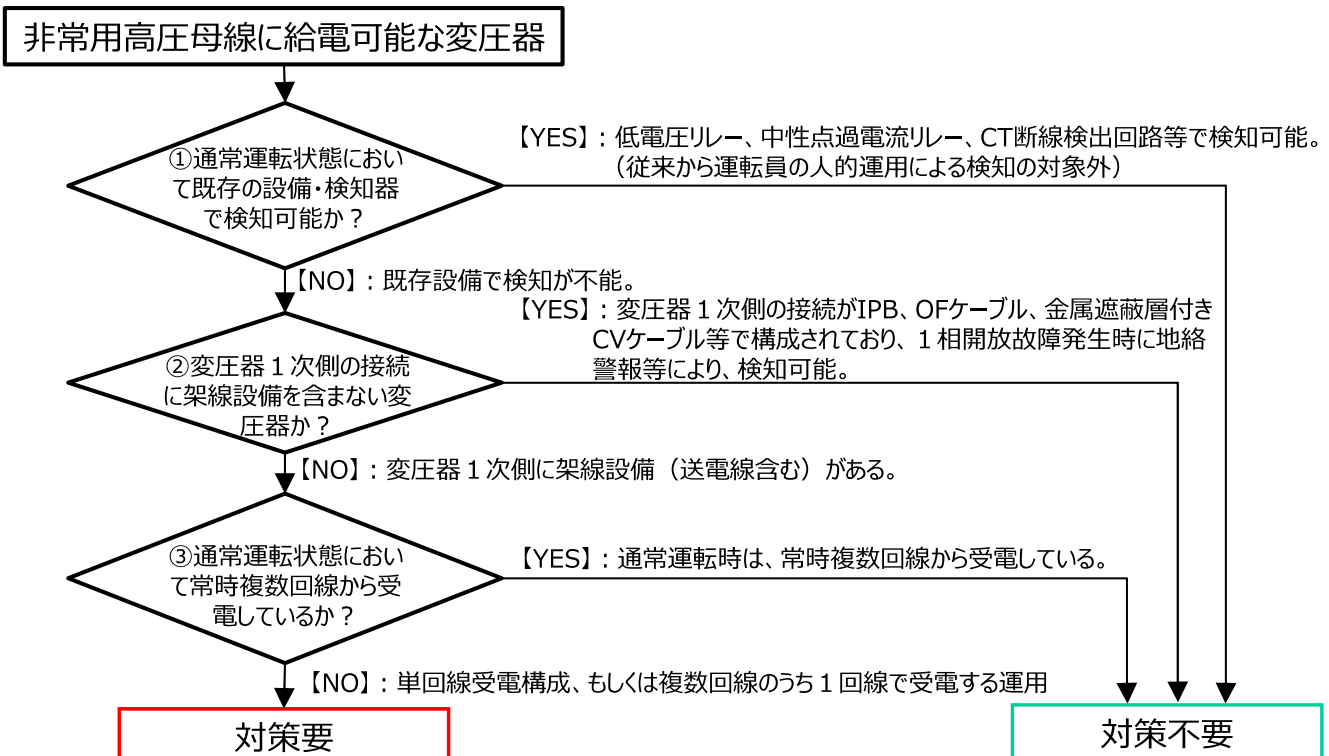 非常用高圧母線に給電可能な変圧器
①通常運転状態におい
て既存の設備・検知器
で検知可能か？
【YES】：低電圧リレー、中性点過電流リレー、CT断線検出回路等で検知可能。
（従来から運転員の人的運用による検知の対象外）
【NO】：既存設備で検知が不能。
②変圧器１次側の接続
に架線設備を含まない変
圧器か？
【YES】：変圧器１次側の接続がIPB、OFケーブル、金属遮蔽層付き
CVケーブル等で構成されており、１相開放故障発生時に地絡
警報等により、検知可能。
【NO】：変圧器１次側に架線設備（送電線含む）がある。
③通常運転状態におい
て常時複数回線から受
電しているか？
【YES】：通常運転時は、常時複数回線から受電している。
【NO】：単回線受電構成、もしくは複数回線のうち１回線で受電する運用
対策要
対策不要